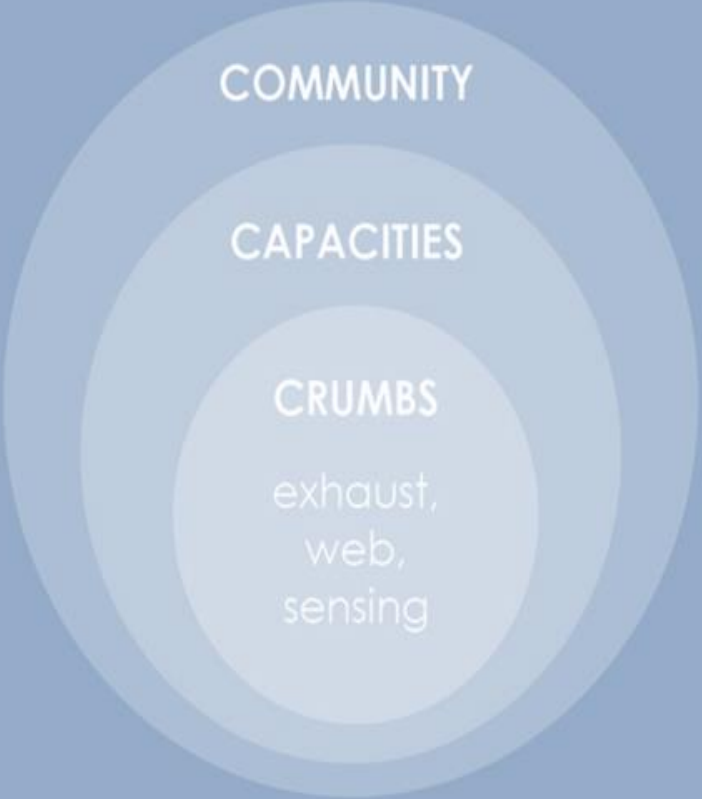 COMMUNITY
CAPACITIES
CRUMBS
exhaust,
web,
sensing